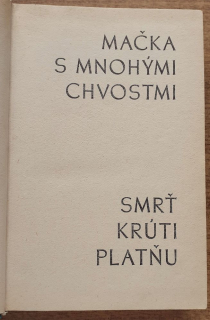 MAČKA
S MNOHÝMI
CHVOSTMI
SMRŤ
KRÚTI
PLATŇU